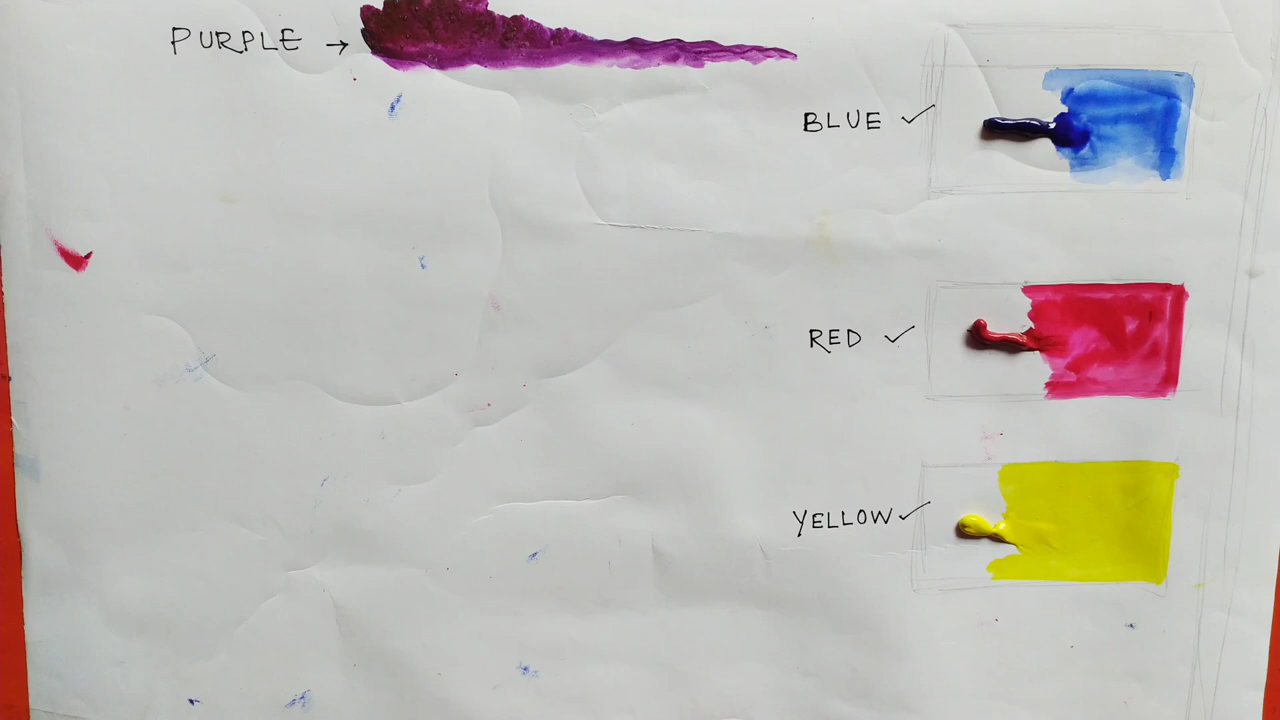 PURPLE →
BLUE ✓
RED ✓
YELLOW ✓